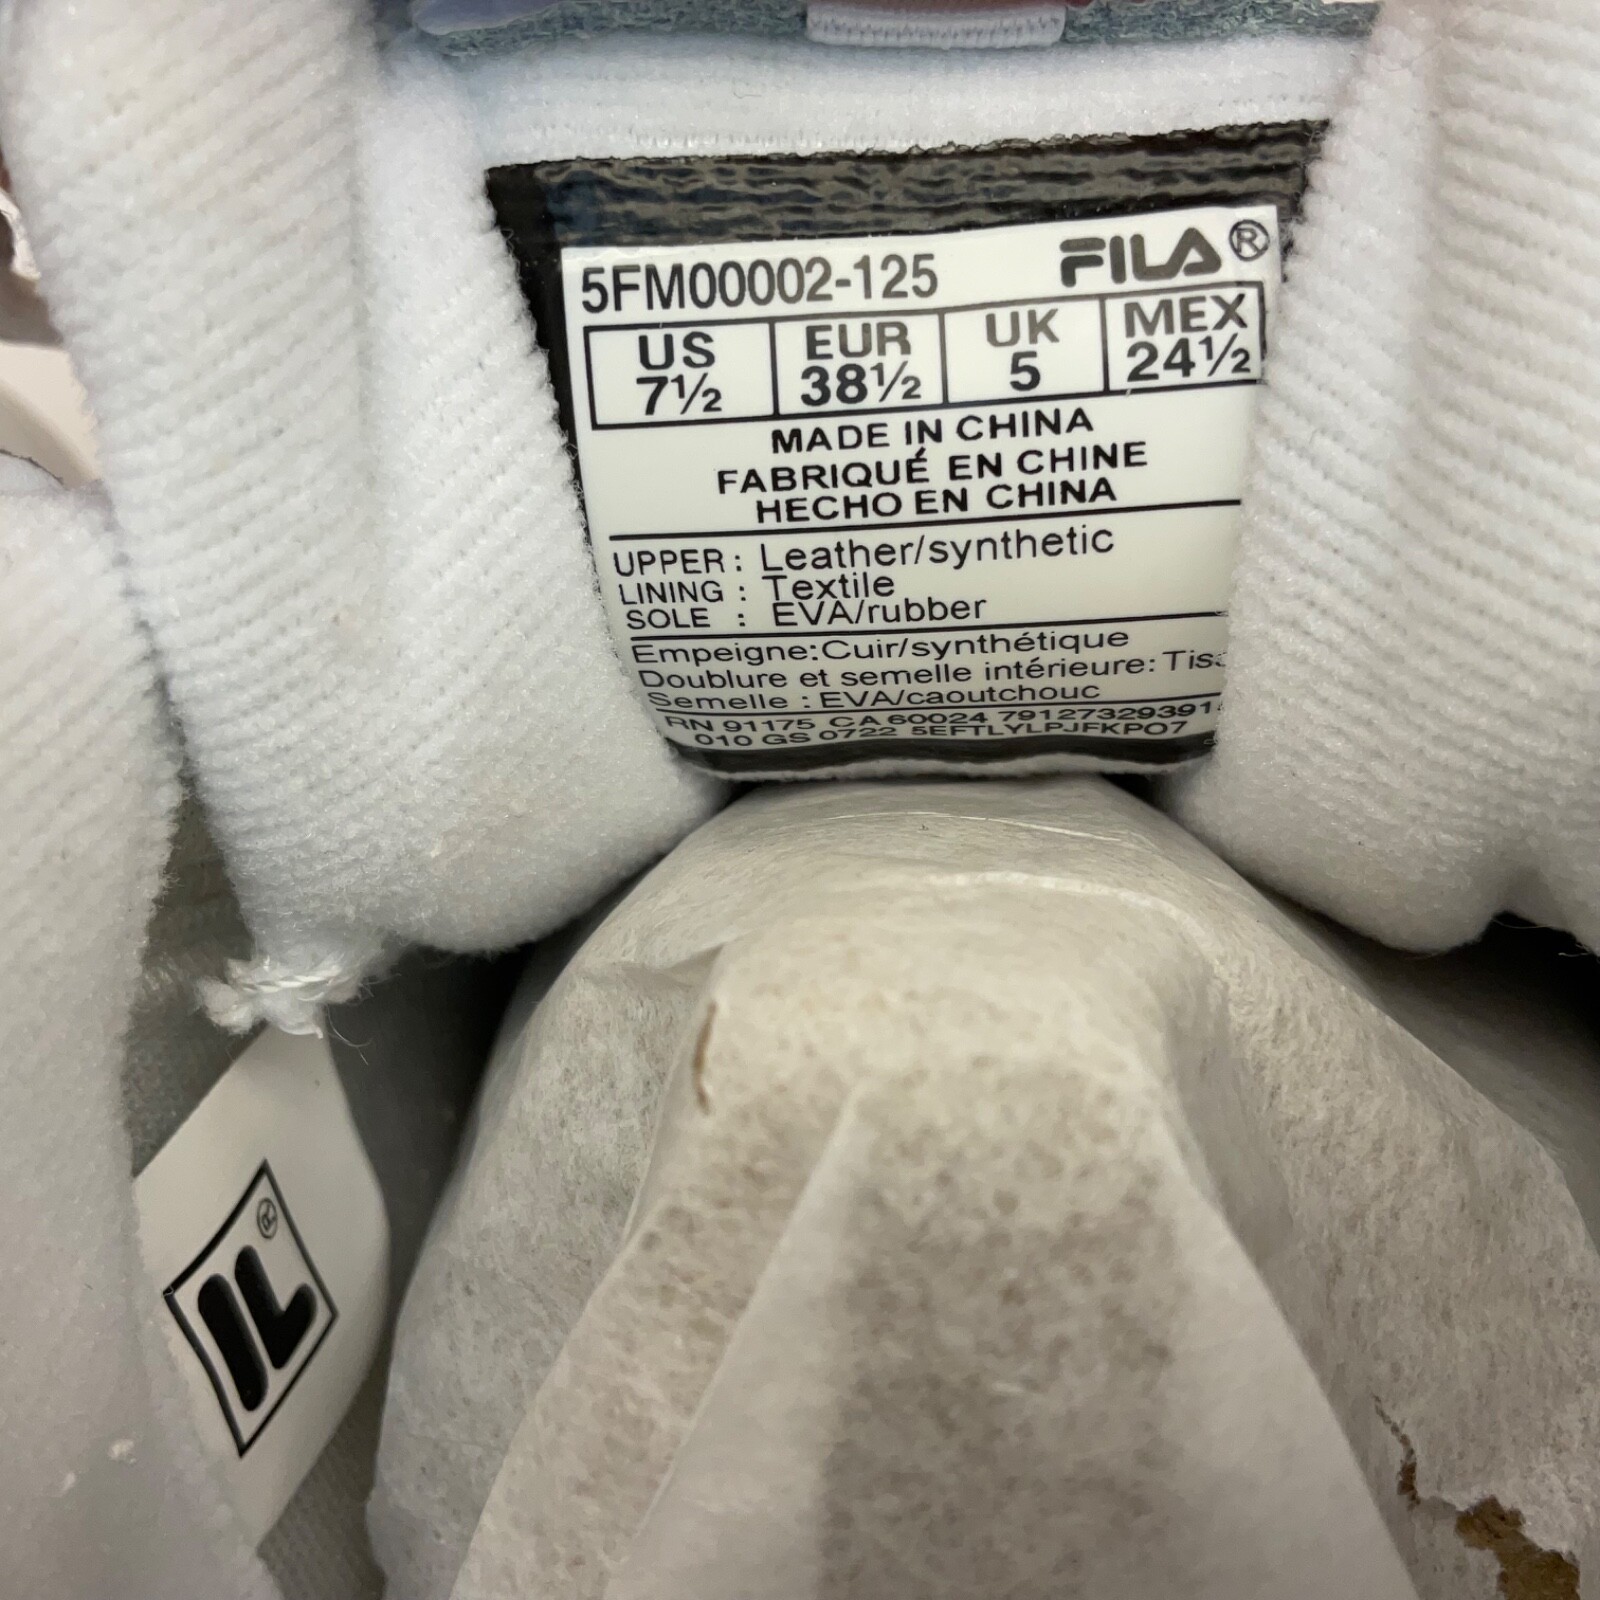 5FM00002-125 FILA®
US EUR UK MEX
7½ 38½ 5 24½
MADE IN CHINA
FABRIQUÉ EN CHINE
HECHO EN CHINA
UPPER : Leather/synthetic
LINING : Textile
SOLE : EVA/rubber
Empeigne:Cuir/synthétique
Doublure et semelle intérieure:
Semelle : EVA/caoutchouc
RN 91175 CA 60024
010 GS 0722 5EFTLYLPJFKPO7
IL®